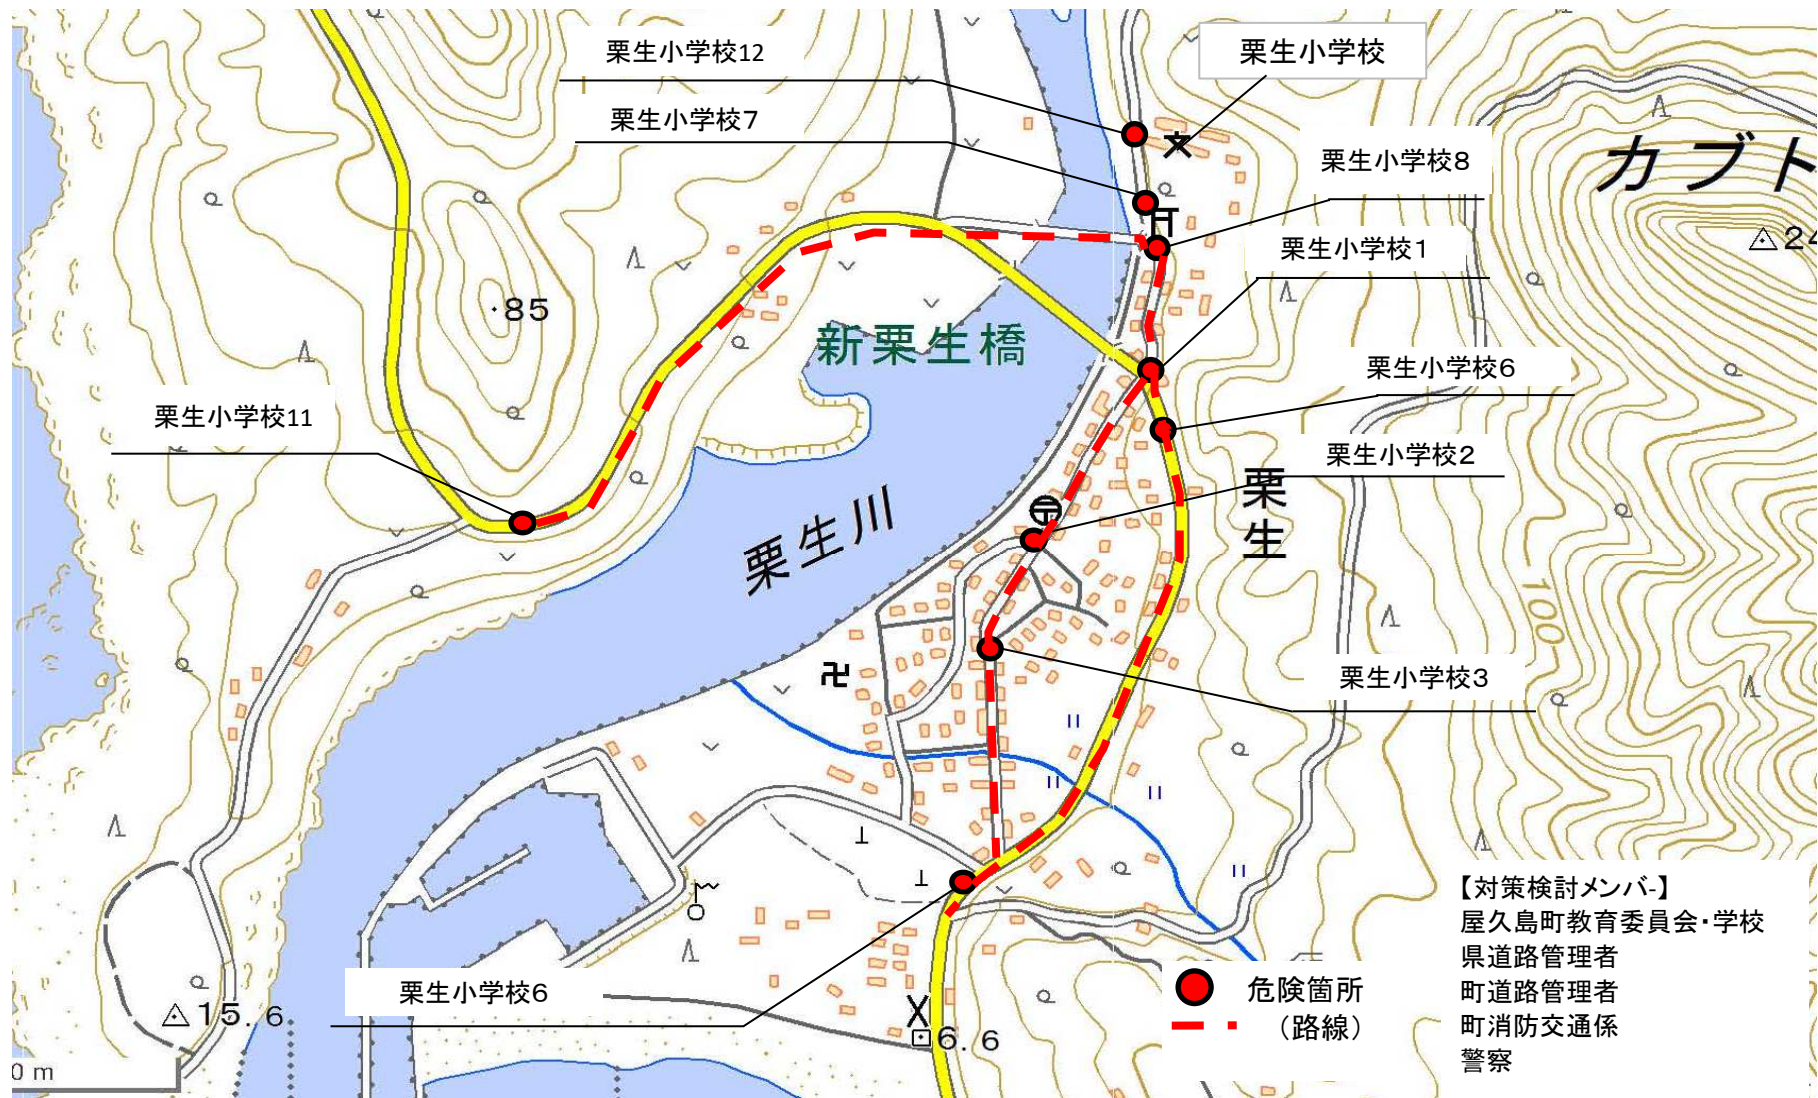 栗生小学校12
栗生小学校
栗生小学校7
栗生小学校8
カブト
24
栗生小学校1
・85
新栗生橋
栗生小学校6
栗生小学校11
栗生小学校2
栗生
栗生川
100
栗生小学校3
【対策検討メンバ-】
屋久島町教育委員会・学校
県道路管理者
町道路管理者
町消防交通係
警察
栗生小学校6
危険箇所
（路線）
15.6
6.6
0 m